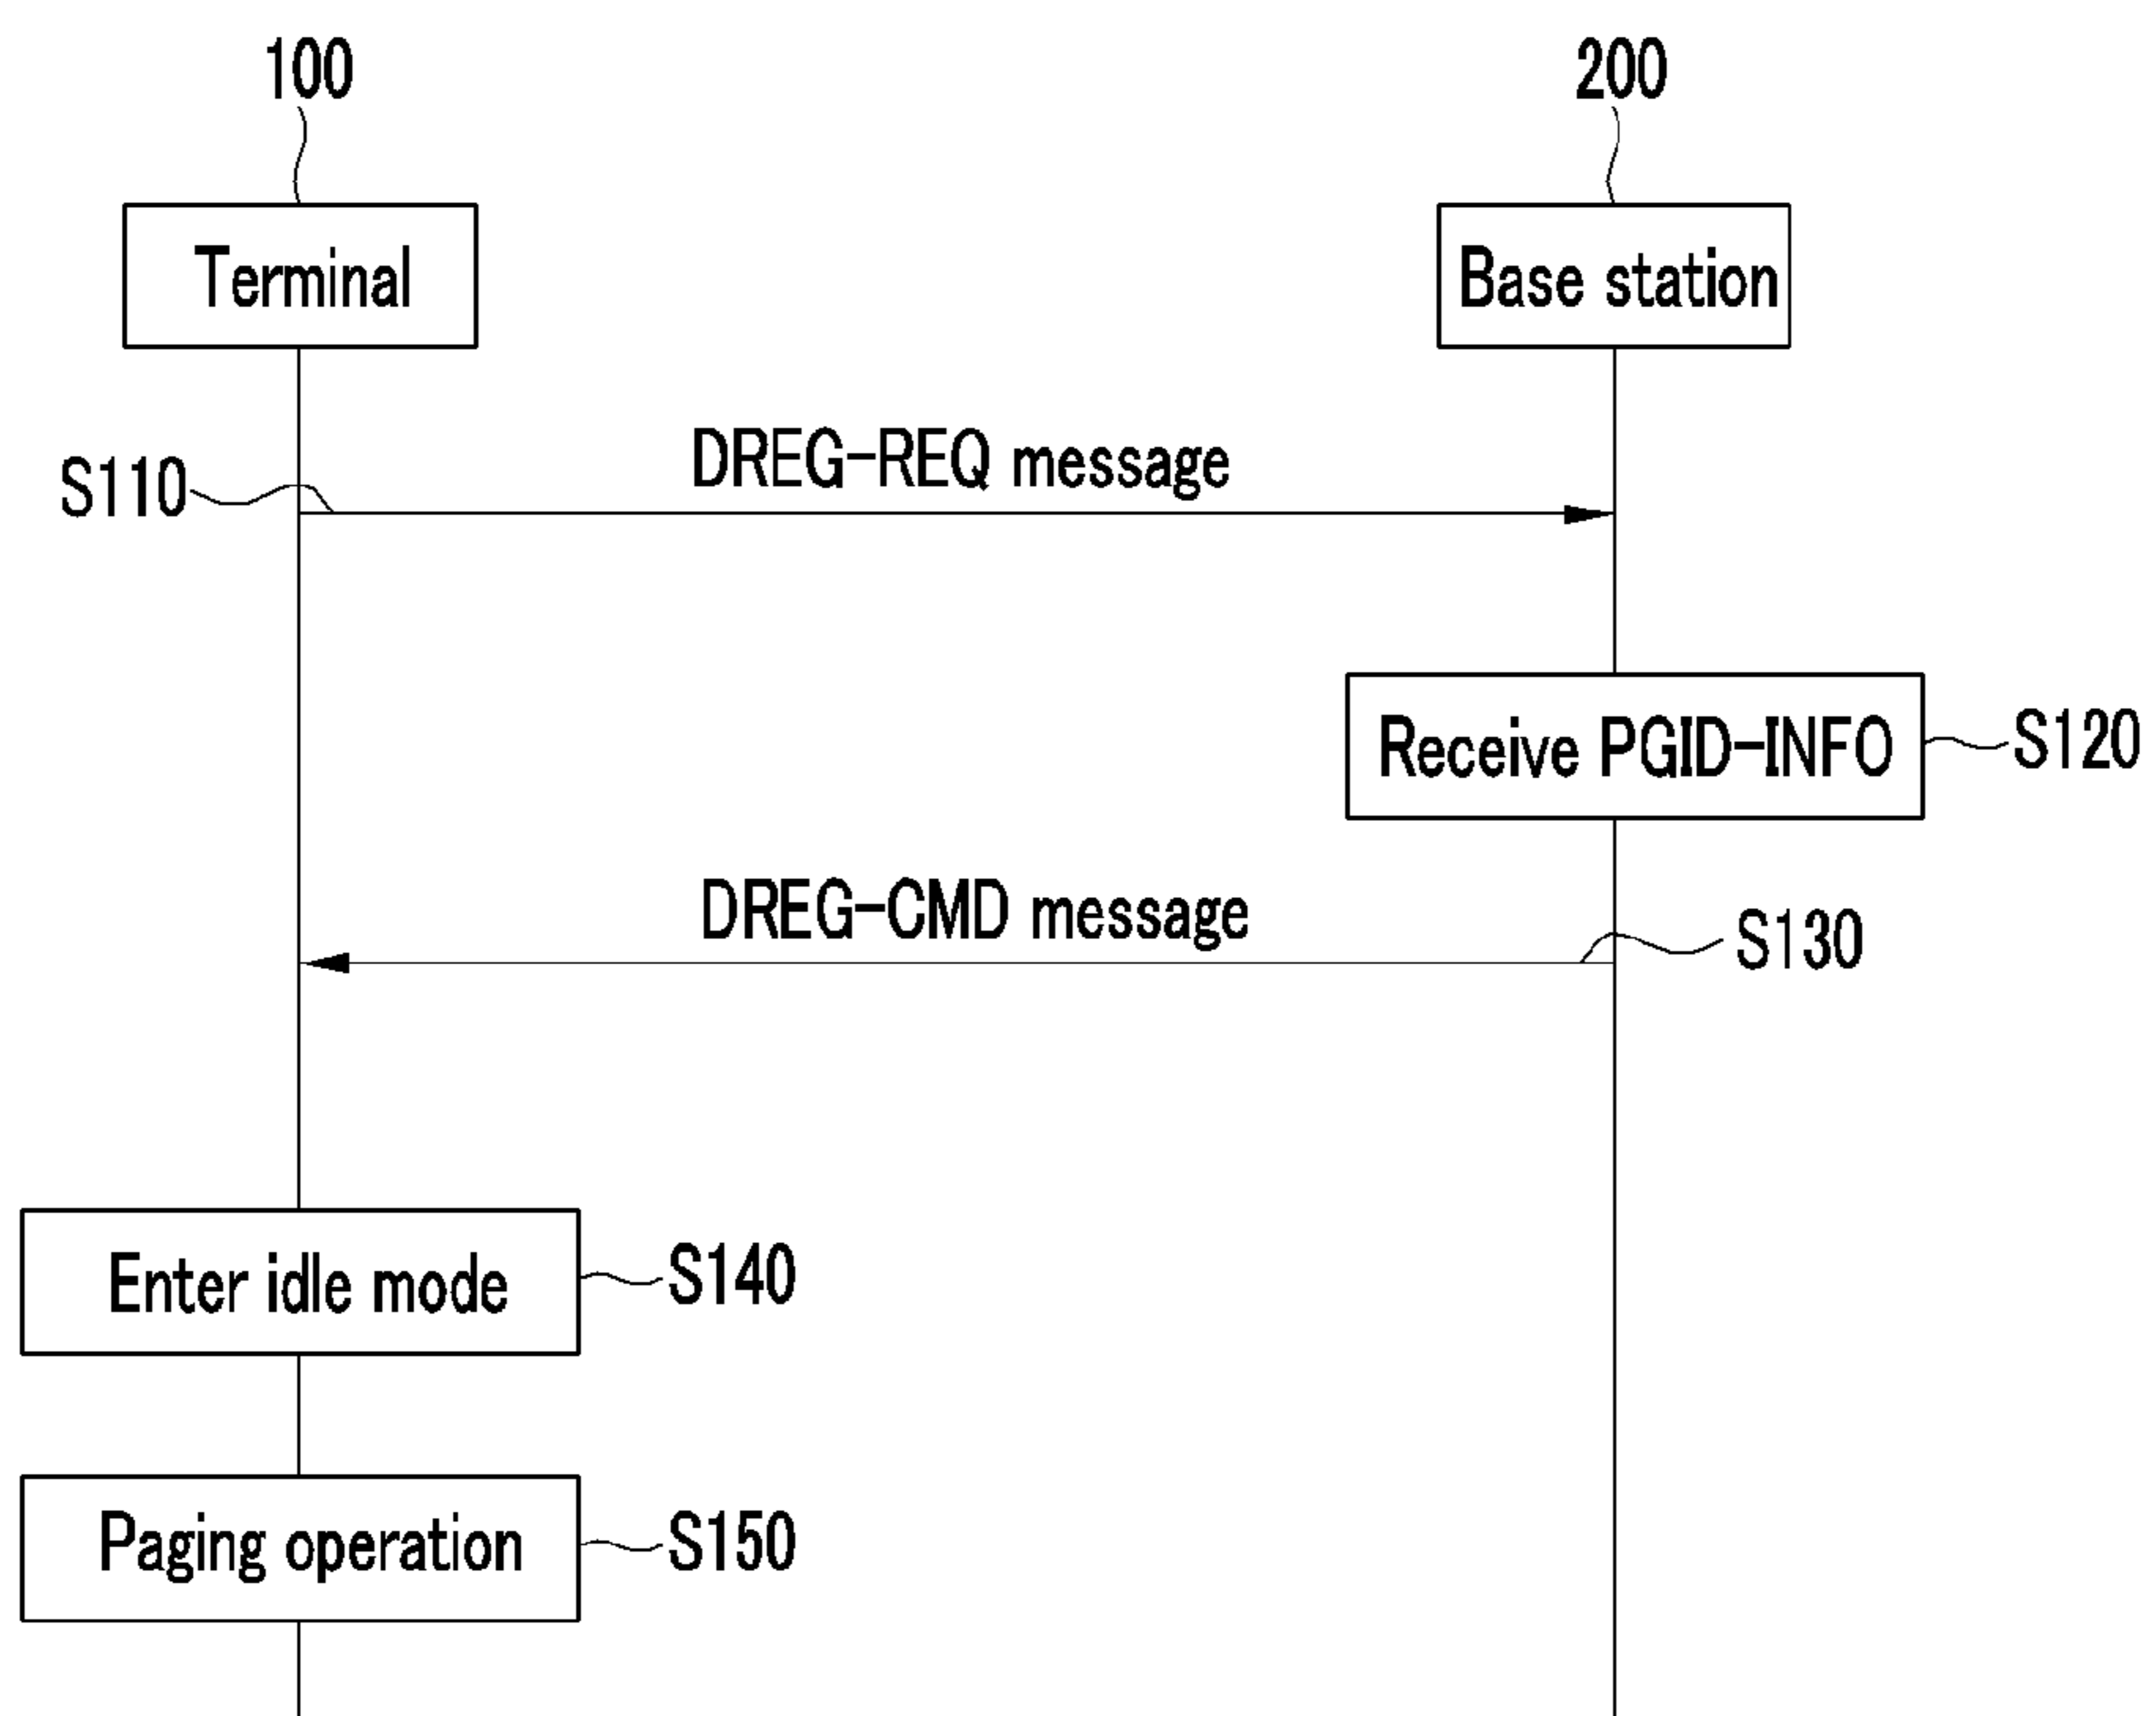 100
200
Terminal
Base station
DREG-REQ message
S110
Receive PGID-INFO
S120
DREG-CMD message
S130
Enter idle mode
S140
Paging operation
S150